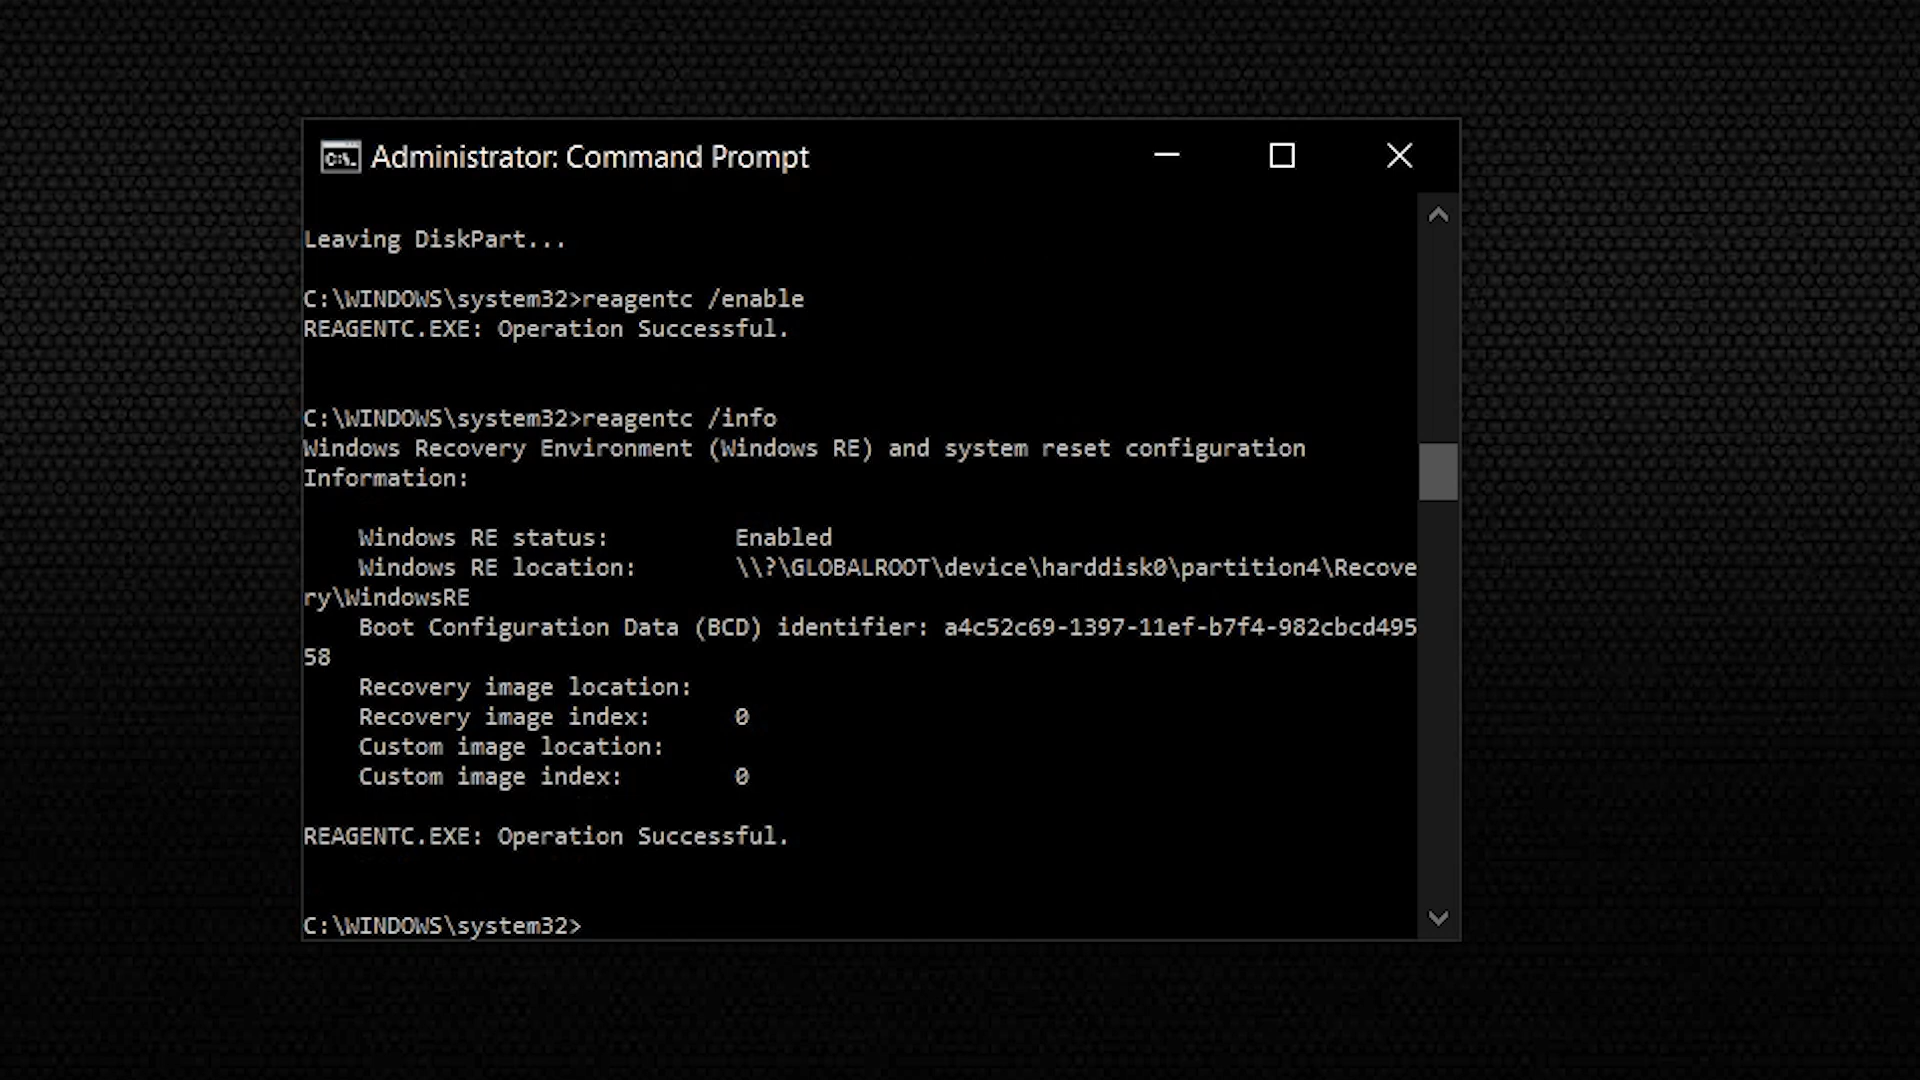 Administrator: Command Prompt
Leaving DiskPart...
C:\WINDOWS\system32>reagentc /enable
REAGENTC.EXE: Operation Successful.
C:\WINDOWS\system32>reagentc /info
Windows Recovery Environment (Windows RE) and system reset configuration
Information:
Windows RE status: Enabled
Windows RE location: \\?\GLOBALROOT\device\harddisk0\partition4\Recove
ry\WindowsRE
Boot Configuration Data (BCD) identifier: a4c52c69-1397-11ef-b7f4-982cbcd495
58
Recovery image location:
Recovery image index: 0
Custom image location:
Custom image index: 0
REAGENTC.EXE: Operation Successful.
C:\WINDOWS\system32>